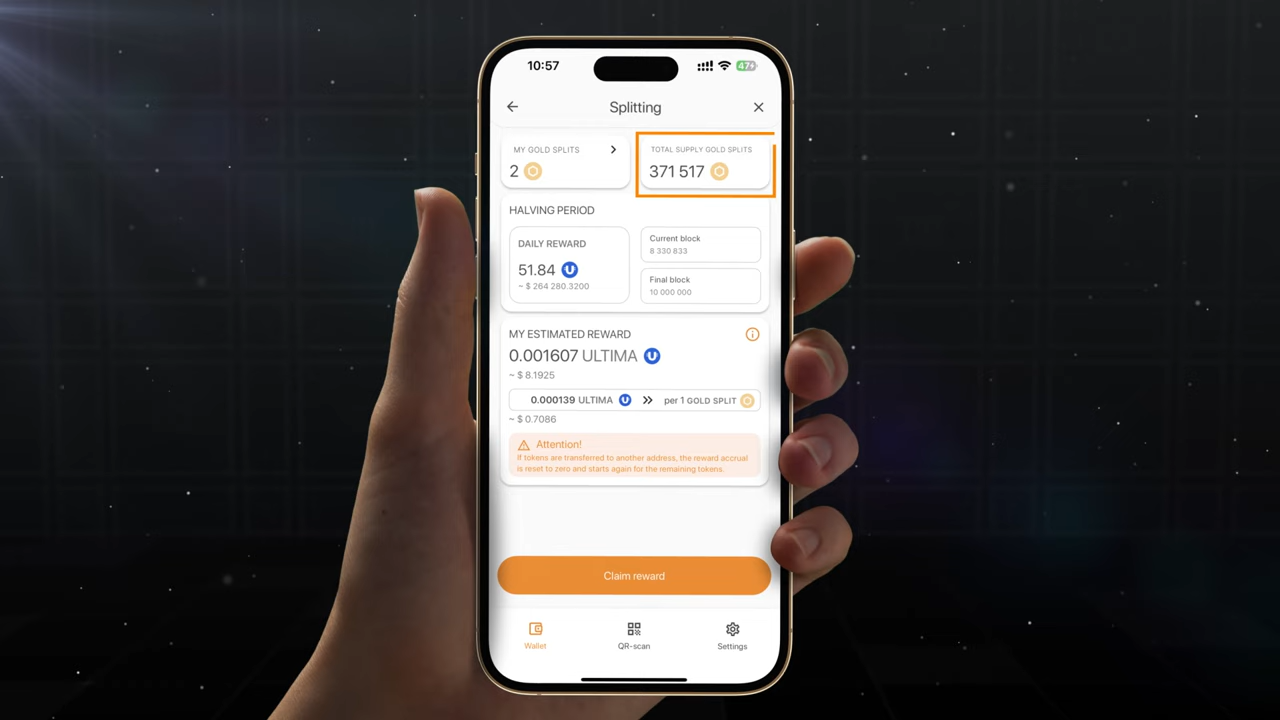 10:57
47
Splitting
MY GOLD SPLITS
2
TOTAL SUPPLY GOLD SPLITS
371 517
HALVING PERIOD
DAILY REWARD
51.84
~ $ 264 280.3200
Current block
8 330 833
Final block
10 000 000
MY ESTIMATED REWARD
0.001607 ULTIMA
~ $ 8.1925
0.000139 ULTIMA » per 1 GOLD SPLIT
~ $ 0.7086
Attention!
If tokens are transferred to another address, the reward accrual
is reset to zero and starts again for the remaining tokens.
Claim reward
Wallet
QR-scan
Settings